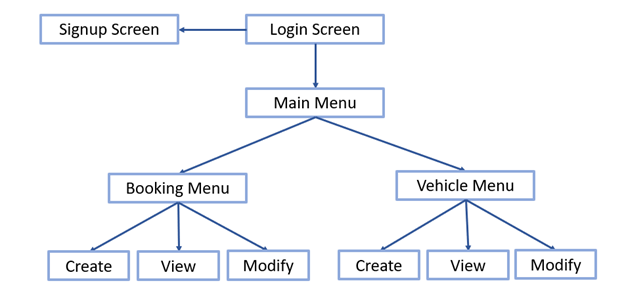 Signup Screen
Login Screen
Main Menu
Booking Menu
Vehicle Menu
Create
View
Modify
Create
View
Modify